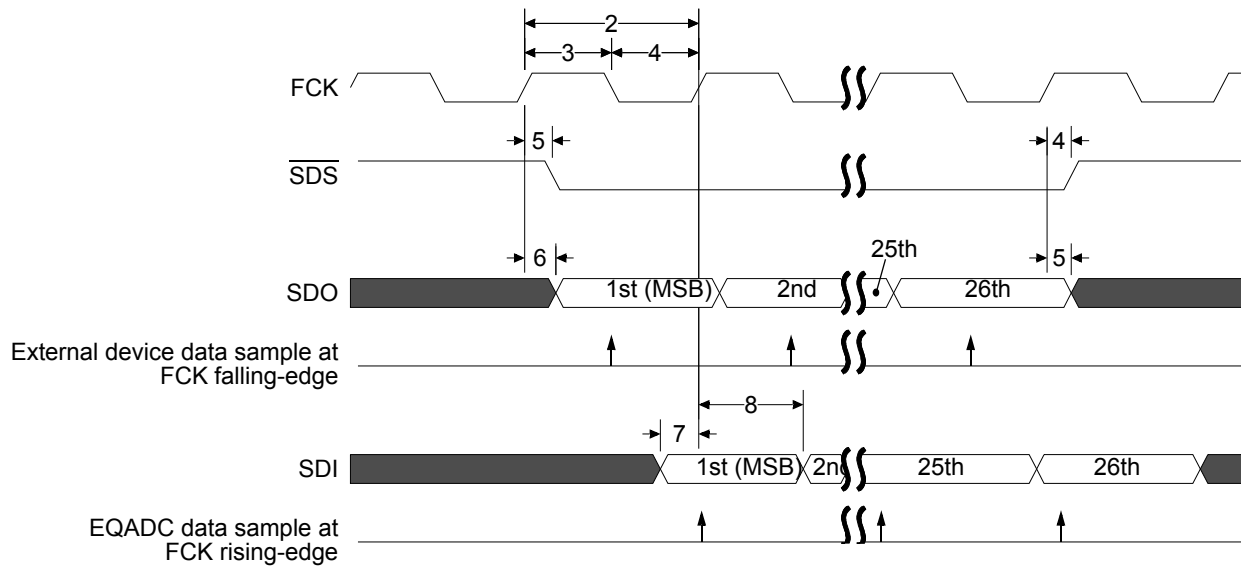 2
3 4
FCK
5 4
SDS
25th
6 5
SDO 1st (MSB) 2nd 26th
External device data sample at
FCK falling-edge
8
7
SDI 1st (MSB) 2nd 25th 26th
EQADC data sample at
FCK rising-edge